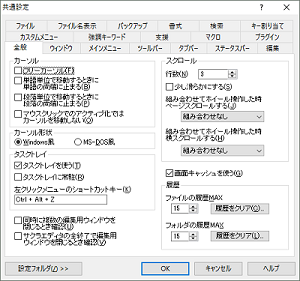 共通設定
ファイル
ファイル名表示
バックアップ
書式
検索
キー割り当て
カスタムメニュー
強調キーワード
支援
マクロ
プラグイン
全般
ウィンドウ
メインメニュー
ツールバー
タブバー
ステータスバー
編集
カーソル
フリーカーソル(F)
単語単位で移動するときに
単語の両端に止まる(B)
段落単位で移動するときに
段落の両端に止まる(P)
マウスクリックでのアクティブ化では
カーソルを移動しない(Q)
カーソル形状
Windows風
MS-DOS風
タスクトレイ
タスクトレイを使う(T)
タスクトレイに常駐(R)
左クリックメニューのショートカットキー(K)
Ctrl + Alt + Z
同時に複数の編集用ウィンドウを
閉じるとき確認(V)
サクラエディタの全終了で編集用
ウィンドウを閉じるとき確認(Y)
スクロール
行数(N)
3
少し滑らかにする(S)
組み合わせてホイール操作した時
ページスクロールする(J)
組み合わせなし
組み合わせてホイール操作した時
横スクロールする(H)
組み合わせなし
画面キャッシュを使う(G)
履歴
ファイルの履歴MAX
15
履歴をクリア(C)...
フォルダの履歴MAX
15
履歴をクリア(L)...
設定フォルダ(/) >>
OK
キャンセル
ヘルプ